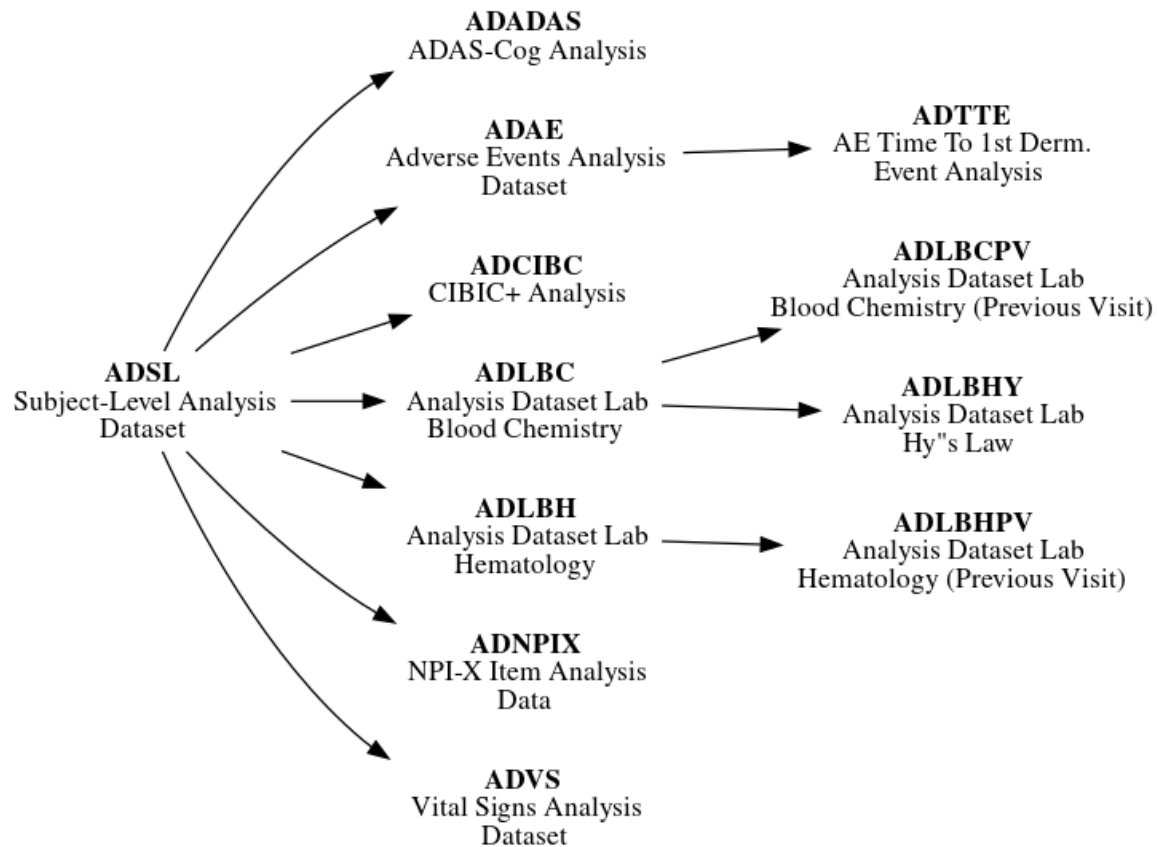 ADADAS
ADAS-Cog Analysis
ADAE
Adverse Events Analysis
Dataset
ADTTE
AE Time To 1st Derm.
Event Analysis
ADCIBC
CIBIC+ Analysis
ADLBCPV
Analysis Dataset Lab
Blood Chemistry (Previous Visit)
ADSL
Subject-Level Analysis
Dataset
ADLBC
Analysis Dataset Lab
Blood Chemistry
ADLBHY
Analysis Dataset Lab
Hy"s Law
ADLBH
Analysis Dataset Lab
Hematology
ADLBHPV
Analysis Dataset Lab
Hematology (Previous Visit)
ADNPIX
NPI-X Item Analysis
Data
ADVS
Vital Signs Analysis
Dataset